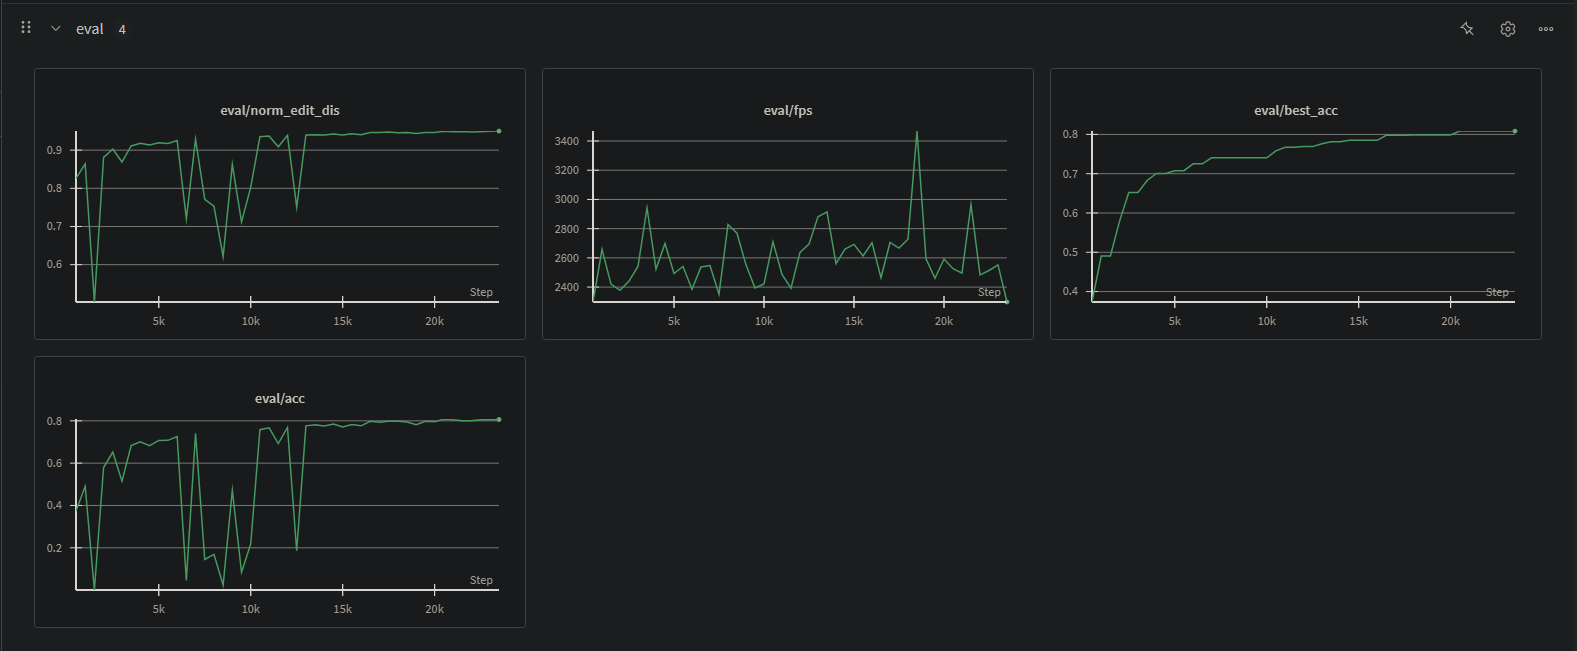 eval 4
eval/norm_edit_dis
0.9
0.8
0.7
0.6
Step
5k 10k 15k 20k
eval/fps
3400
3200
3000
2800
2600
2400
Step
5k 10k 15k 20k
eval/best_acc
0.8
0.7
0.6
0.5
0.4
Step
5k 10k 15k 20k
eval/acc
0.8
0.6
0.4
0.2
Step
5k 10k 15k 20k